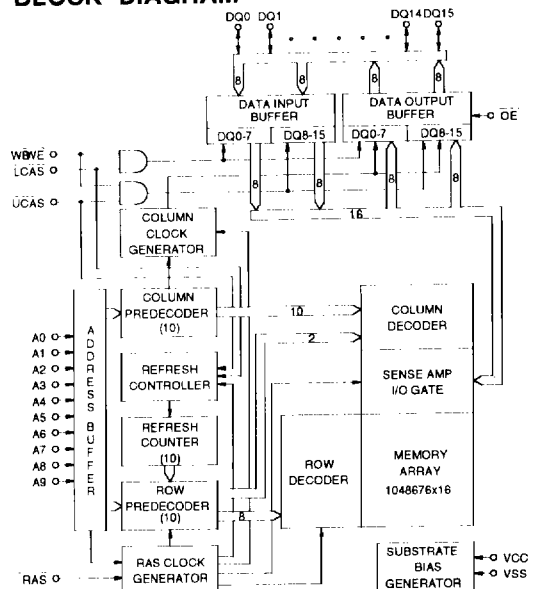 BLOCK DIAGRAM
DQ0 DQ1 DQ14 DQ15
8 8 8 8
DATA INPUT BUFFER
DQ0-7 DQ8-15
DATA OUTPUT BUFFER
DQ0-7 DQ8-15
OE
WB/WE
LCAS
UCAS
8 8 8 8
16
COLUMN CLOCK GENERATOR
A0
A1
A2
A3
A4
A5
A6
A7
A8
A9
ADDRESS BUFFER
COLUMN PREDECODER (10)
10
2
COLUMN DECODER
REFRESH CONTROLLER
SENSE AMP I/O GATE
REFRESH COUNTER (10)
ROW PREDECODER (10)
8
ROW DECODER
MEMORY ARRAY 1048676x16
RAS
RAS CLOCK GENERATOR
SUBSTRATE BIAS GENERATOR
VCC
VSS